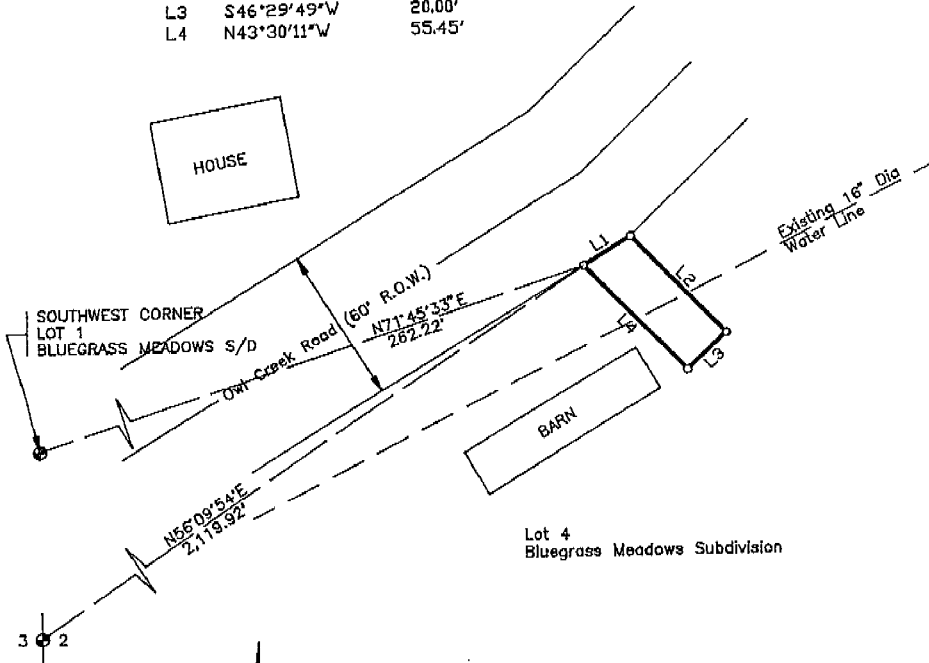 L3 S46°29'49"W 20.00'
L4 N43°30'11"W 55.45'
HOUSE
Existing 16" Dia
Water Line
L1
L2
Owl Creek Road (60' R.O.W.)
N71°45'33"E
262.22'
SOUTHWEST CORNER
LOT 1
BLUEGRASS MEADOWS S/D
L4
L3
BARN
N56°09'54"E
2,119.92'
Lot 4
Bluegrass Meadows Subdivision
3 2